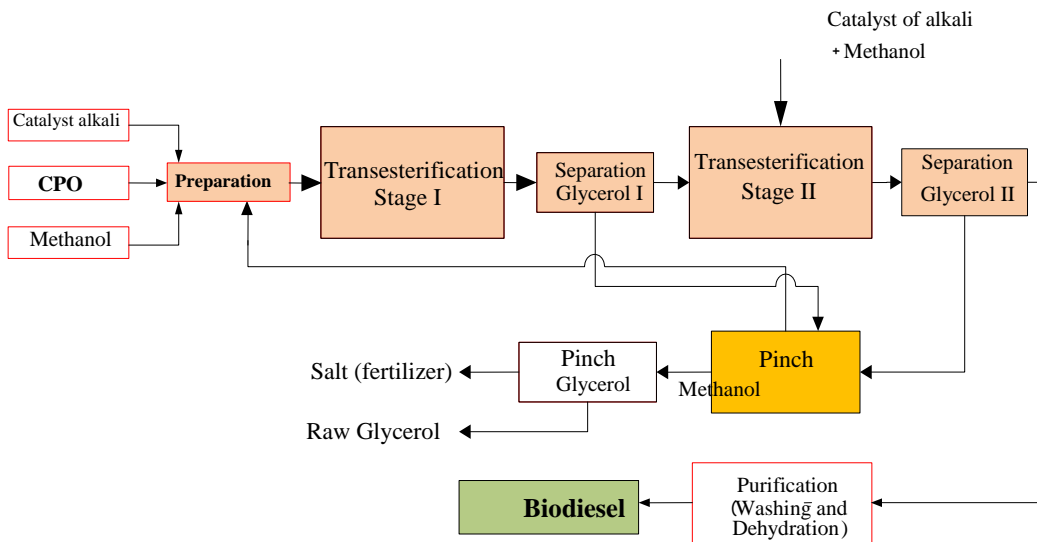 Catalyst of alkali
+ Methanol
Catalyst alkali
CPO
Methanol
Preparation
Transesterification
Stage I
Separation
Glycerol I
Transesterification
Stage II
Separation
Glycerol II
Pinch
Methanol
Pinch
Glycerol
Salt (fertilizer)
Raw Glycerol
Purification
(Washing and
Dehydration)
Biodiesel